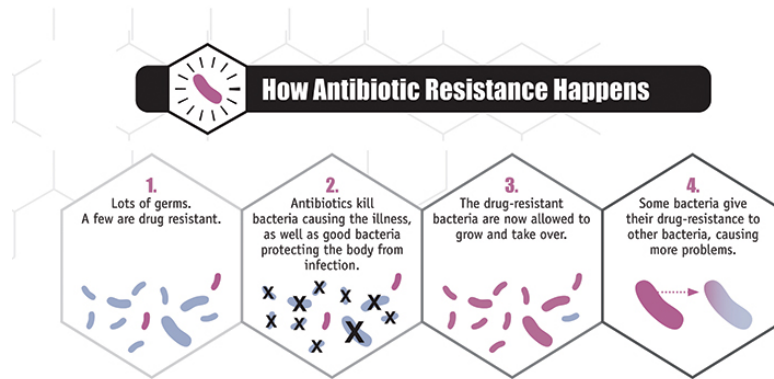 How Antibiotic Resistance Happens
1.
Lots of germs.
A few are drug resistant.
2.
Antibiotics kill
bacteria causing the illness,
as well as good bacteria
protecting the body from
infection.
X X X X X
X X X X X
X
3.
The drug-resistant
bacteria are now allowed to
grow and take over.
4.
Some bacteria give
their drug-resistance to
other bacteria, causing
more problems.